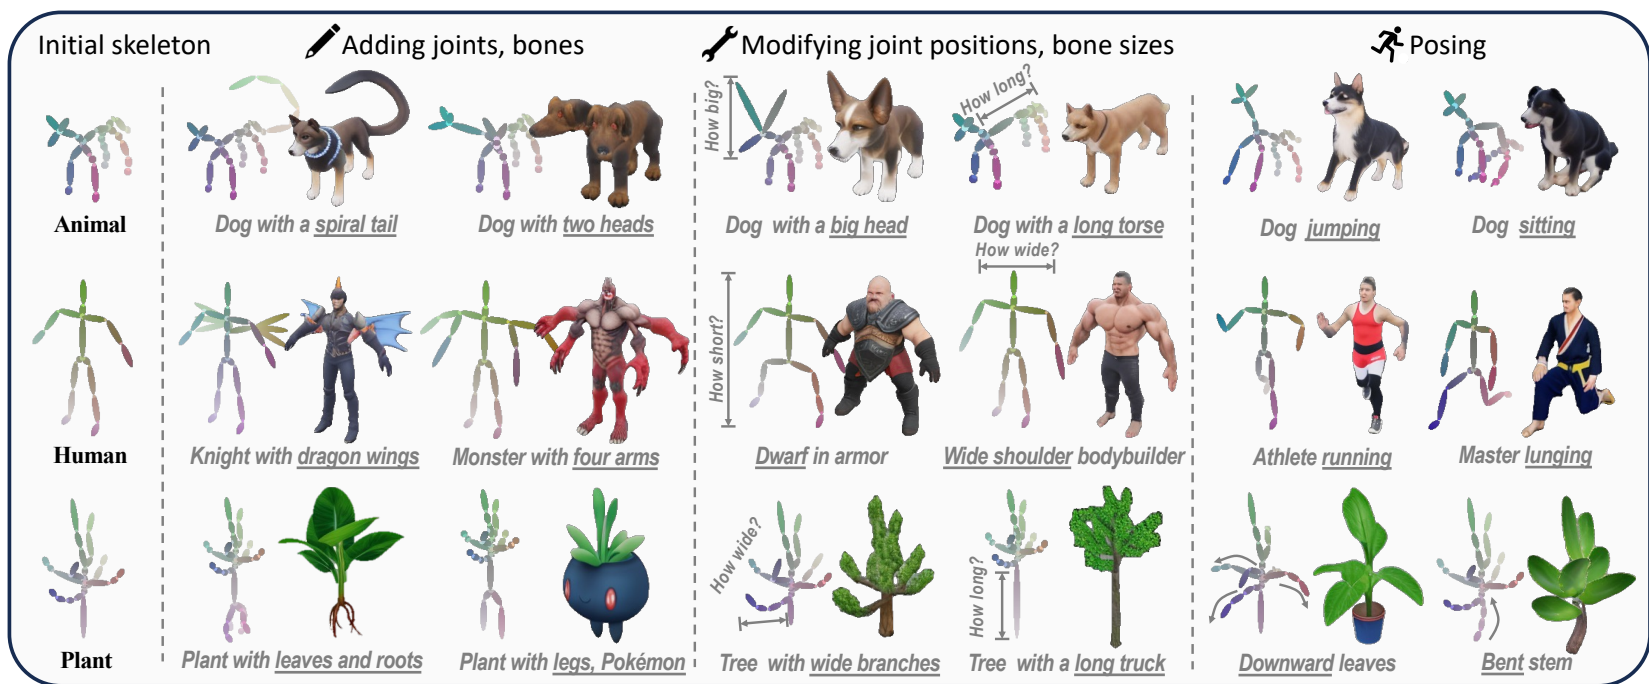 Initial skeleton
Adding joints, bones
Modifying joint positions, bone sizes
Posing
How big?
How long?
Animal
Dog with a spiral tail
Dog with two heads
Dog with a big head
Dog with a long torse
Dog jumping
Dog sitting
How short?
How wide?
Human
Knight with dragon wings
Monster with four arms
Dwarf in armor
Wide shoulder bodybuilder
Athlete running
Master lunging
How wide?
How long?
Plant
Plant with leaves and roots
Plant with legs, Pokémon
Tree with wide branches
Tree with a long truck
Downward leaves
Bent stem